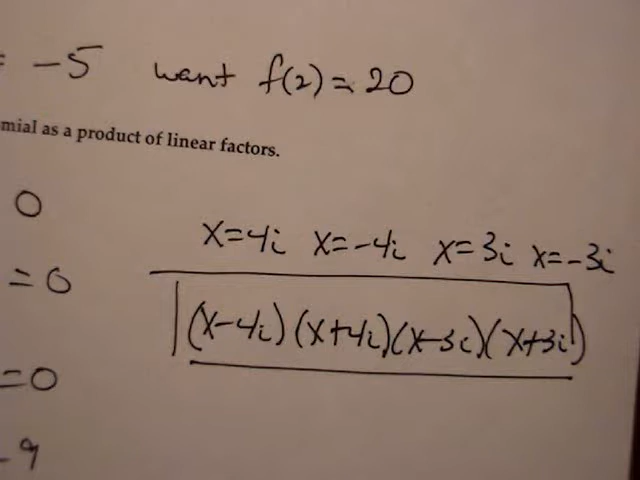 = -5 want f(2) = 20
mial as a product of linear factors.
0
x=4i x=-4i x=3i x=-3i
=0
(x-4i)(x+4i)(x-3i)(x+3i)
=0
-9